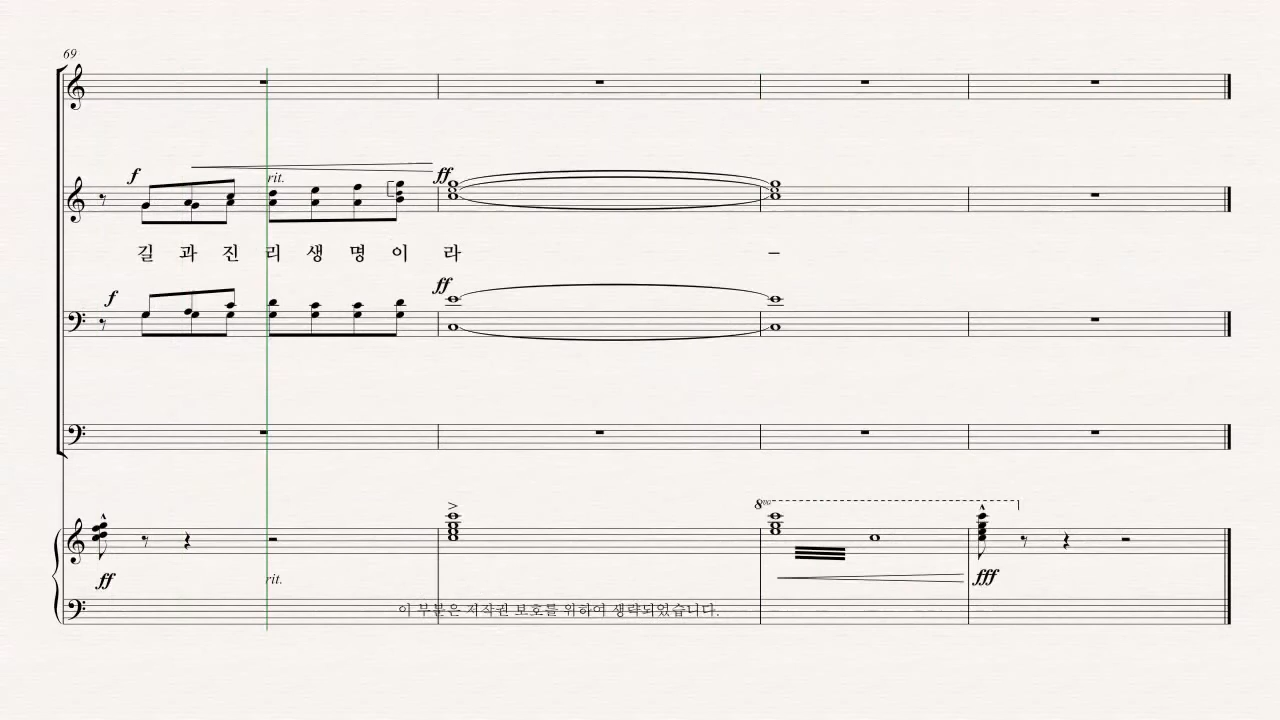 69
f
rit.
ff
길 과 진 리 생 명 이 라 –
f
ff
8va
ff
rit.
fff
이 부분은 저작권 보호를 위하여 생략되었습니다.